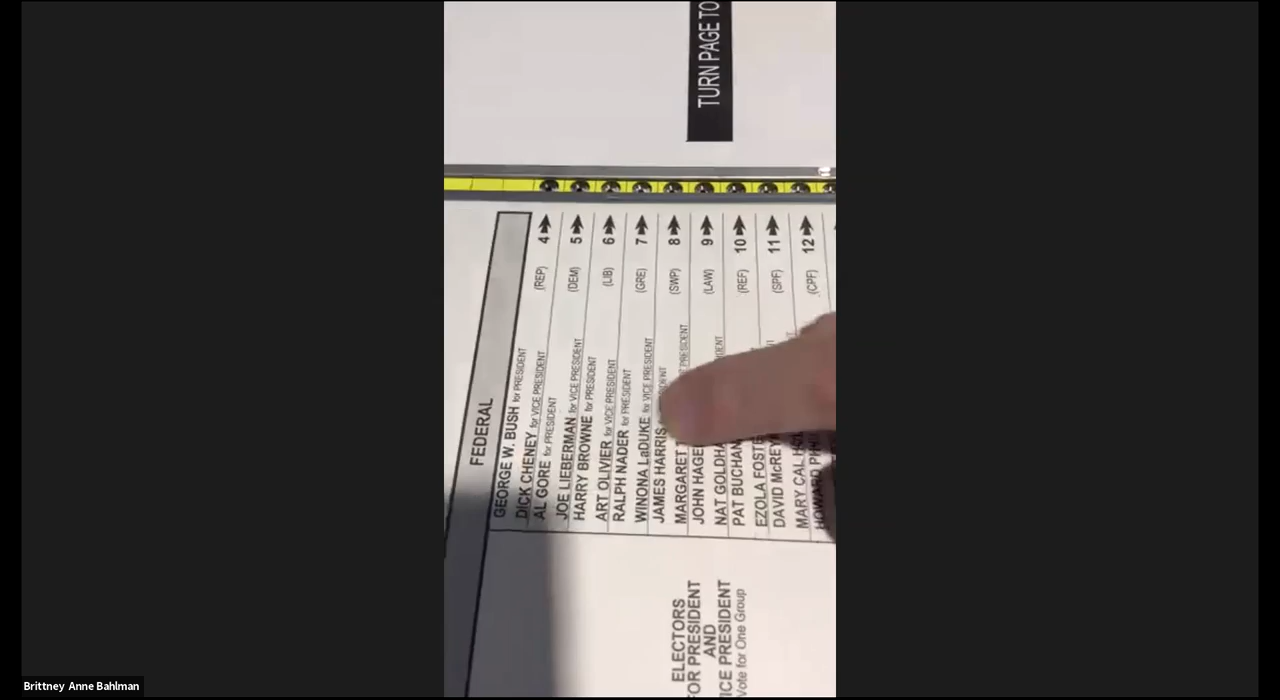 TURN PAGE TO
FEDERAL
ELECTORS
FOR PRESIDENT
AND
VICE PRESIDENT
Vote for One Group
GEORGE W. BUSH for PRESIDENT
DICK CHENEY for VICE PRESIDENT
(REP) 4
AL GORE for PRESIDENT
JOE LIEBERMAN for VICE PRESIDENT
(DEM) 5
HARRY BROWNE for PRESIDENT
ART OLIVIER for VICE PRESIDENT
(LIB) 6
RALPH NADER for PRESIDENT
WINONA LaDUKE for VICE PRESIDENT
(GRE) 7
JAMES HARRIS
MARGARET
(SWP) 8
JOHN HAGE
NAT GOLDHA
(LAW) 9
PAT BUCHAN
EZOLA FOSTE
(REF) 10
DAVID McREY
MARY CAL
(SPF) 11
HOWARD
(CPF) 12
Brittney Anne Bahlman